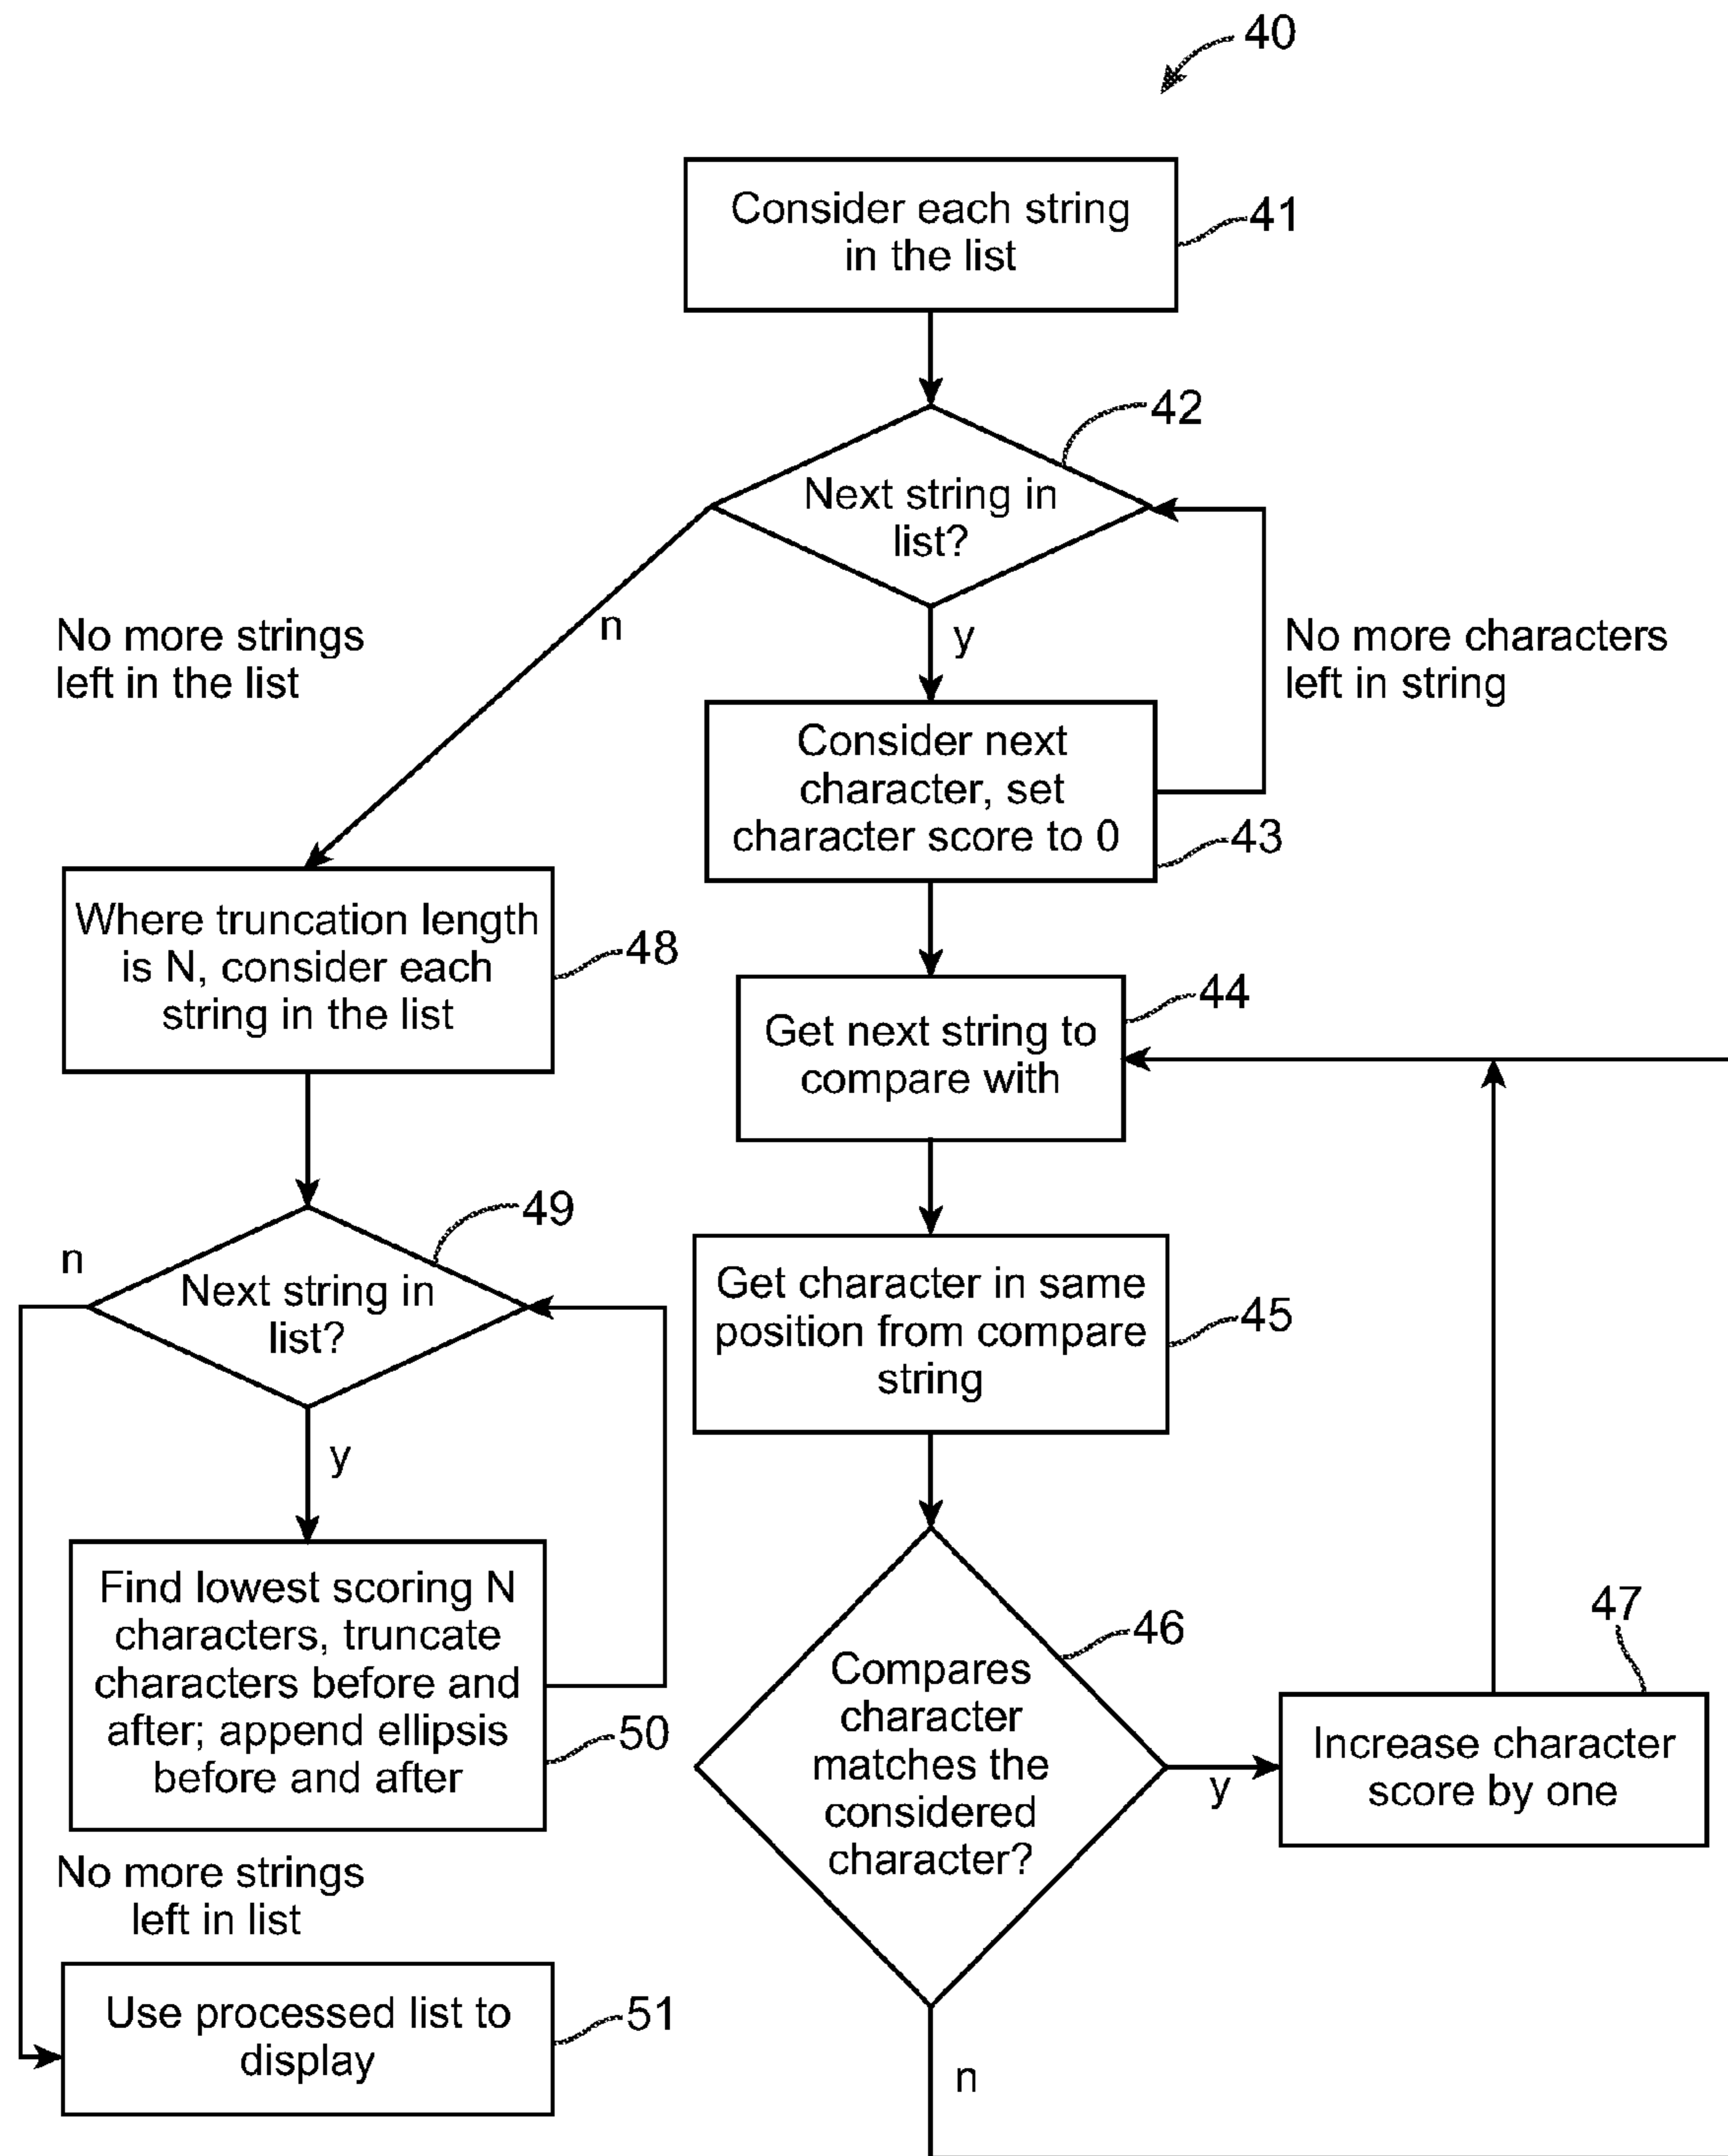 40
Consider each string
in the list
41
42
Next string in
list?
n
y
No more strings
left in the list
No more characters
left in string
Consider next
character, set
character score to 0
43
Where truncation length
is N, consider each
string in the list
48
Get next string to
compare with
44
49
n
Next string in
list?
y
Get character in same
position from compare
string
45
Find lowest scoring N
characters, truncate
characters before and
after; append ellipsis
before and after
50
46
Compares
character
matches the
considered
character?
y
n
47
Increase character
score by one
No more strings
left in list
Use processed list to
display
51